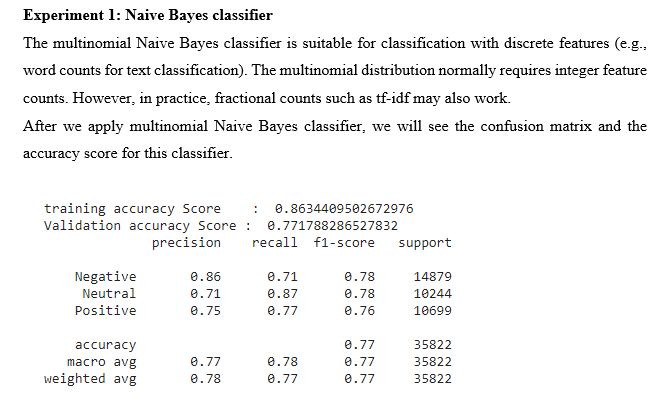 Experiment 1: Naive Bayes classifier
The multinomial Naive Bayes classifier is suitable for classification with discrete features (e.g.,
word counts for text classification). The multinomial distribution normally requires integer feature
counts. However, in practice, fractional counts such as tf-idf may also work.
After we apply multinomial Naive Bayes classifier, we will see the confusion matrix and the
accuracy score for this classifier.
training accuracy Score : 0.8634409502672976
Validation accuracy Score : 0.771788286527832
precision recall f1-score support
Negative 0.86 0.71 0.78 14879
Neutral 0.71 0.87 0.78 10244
Positive 0.75 0.77 0.76 10699
accuracy 0.77 35822
macro avg 0.77 0.78 0.77 35822
weighted avg 0.78 0.77 0.77 35822